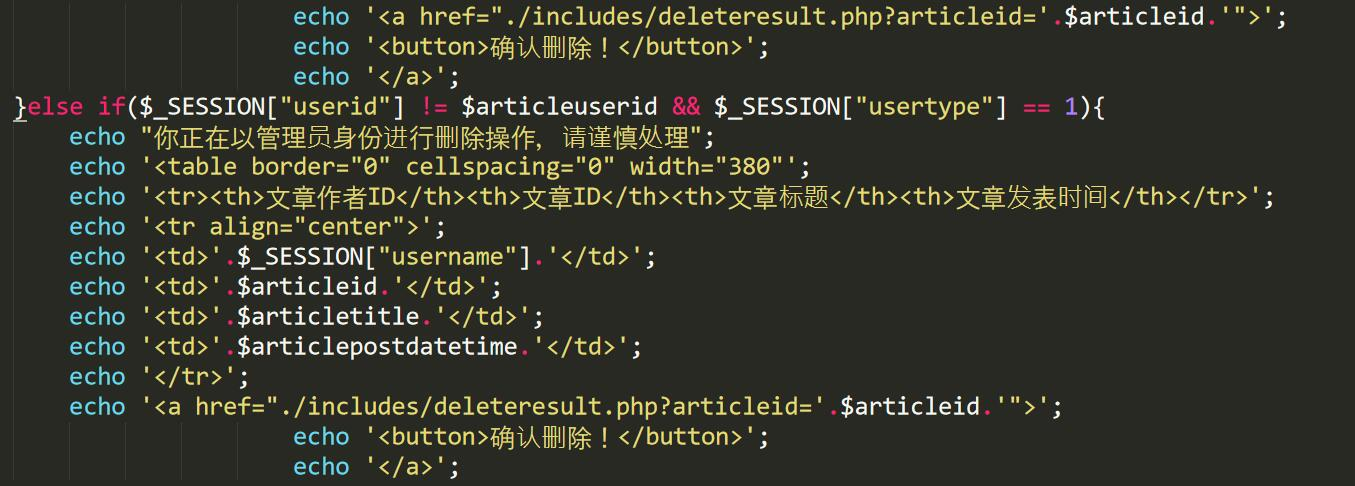 echo '<a href="./includes/deleteresult.php?articleid='.$articleid.'">';
echo '<button>确认删除！</button>';
echo '</a>';
}else if($_SESSION["userid"] != $articleuserid && $_SESSION["usertype"] == 1){
echo "你正在以管理员身份进行删除操作，请谨慎处理";
echo '<table border="0" cellspacing="0" width="380"';
echo '<tr><th>文章作者ID</th><th>文章ID</th><th>文章标题</th><th>文章发表时间</th></tr>';
echo '<tr align="center">';
echo '<td>'.$_SESSION["username"].'</td>';
echo '<td>'.$articleid.'</td>';
echo '<td>'.$articletitle.'</td>';
echo '<td>'.$articlepostdatetime.'</td>';
echo '</tr>';
echo '<a href="./includes/deleteresult.php?articleid='.$articleid.'">';
echo '<button>确认删除！</button>';
echo '</a>';